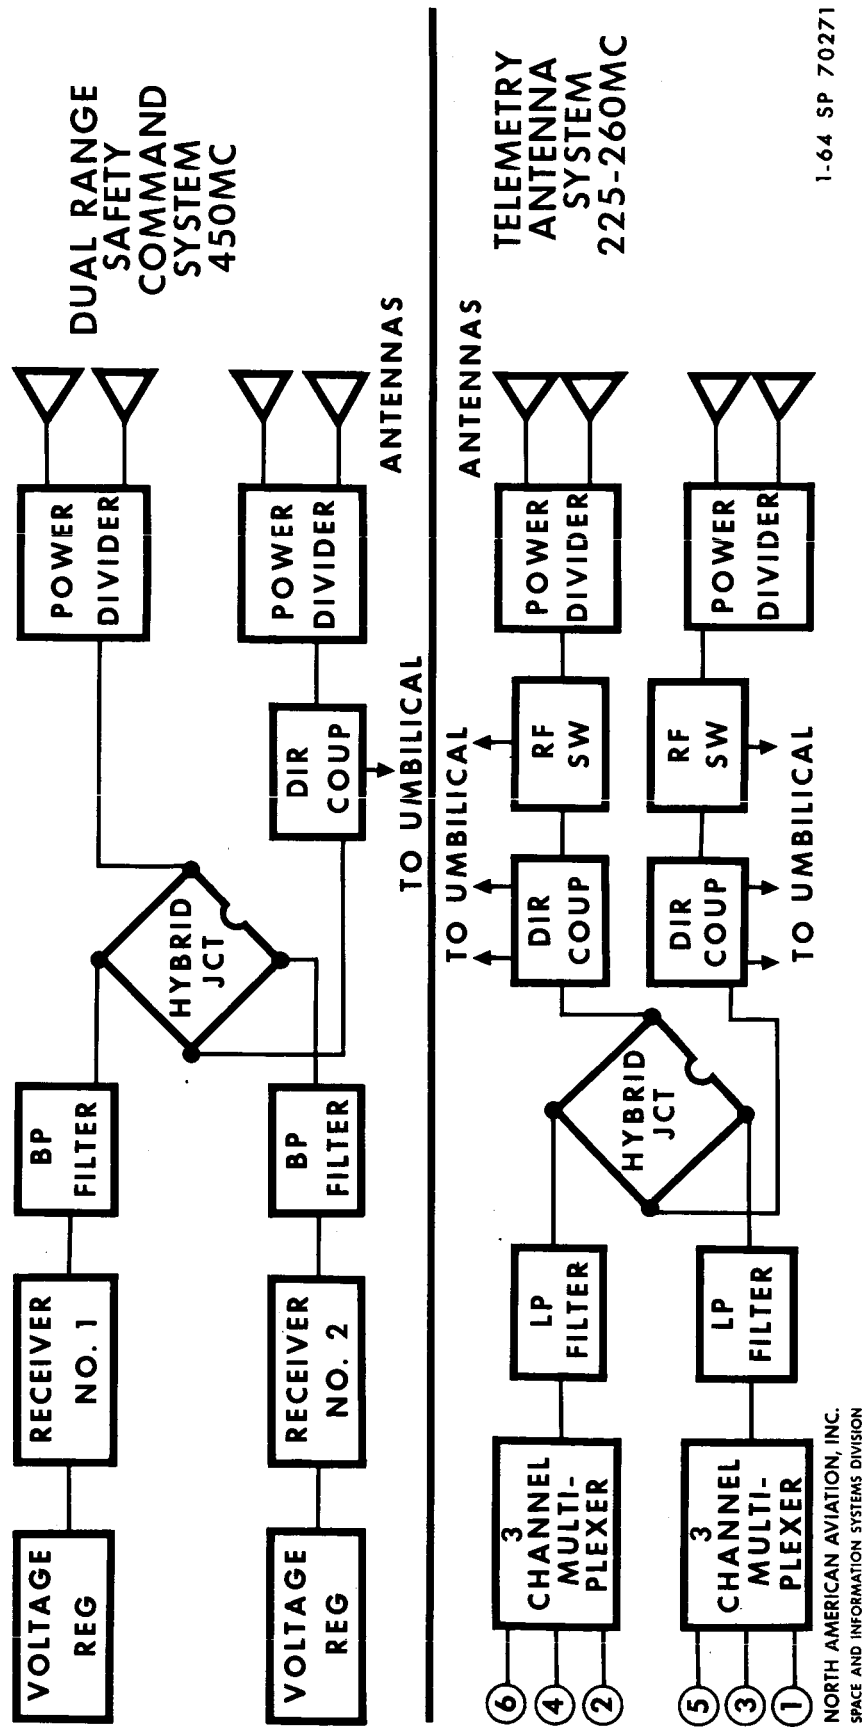 DUAL RANGE
SAFETY
COMMAND
SYSTEM
450MC
VOLTAGE
REG
RECEIVER
NO. 1
BP
FILTER
HYBRID
JCT
POWER
DIVIDER
VOLTAGE
REG
RECEIVER
NO. 2
BP
FILTER
DIR
COUP
POWER
DIVIDER
TO UMBILICAL
ANTENNAS
TELEMETRY
ANTENNA
SYSTEM
225-260MC
TO UMBILICAL
ANTENNAS
6
4
2
3
CHANNEL
MULTI-
PLEXER
LP
FILTER
HYBRID
JCT
DIR
COUP
RF
SW
POWER
DIVIDER
5
3
1
3
CHANNEL
MULTI-
PLEXER
LP
FILTER
DIR
COUP
RF
SW
POWER
DIVIDER
TO UMBILICAL
NORTH AMERICAN AVIATION, INC.
SPACE AND INFORMATION SYSTEMS DIVISION
1-64 SP 70271